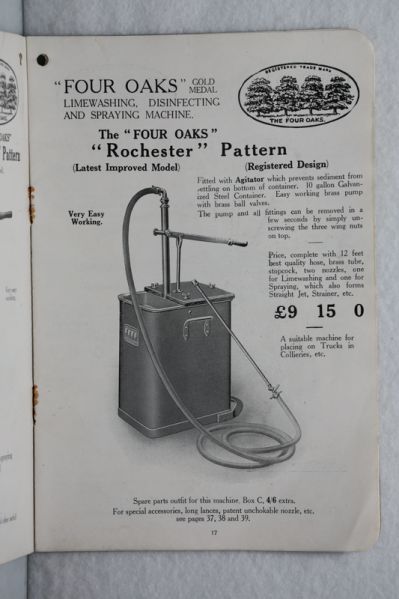 "FOUR OAKS" GOLD MEDAL
LIMEWASHING, DISINFECTING
AND SPRAYING MACHINE.
REGISTERED TRADE MARK
THE FOUR OAKS.
The "FOUR OAKS"
"Rochester" Pattern
(Latest Improved Model)
(Registered Design)
Fitted with Agitator which prevents sediment from
settling on bottom of container. 10 gallon Galvan-
ized Steel Container. Easy working brass pump
with brass ball valves.
The pump and all fittings can be removed in a
few seconds by simply un-
screwing the three wing nuts
on top.
Very Easy
Working.
Price, complete with 12 feet
best quality hose, brass tube,
stopcock, two nozzles, one
for Limewashing and one for
Spraying, which also forms
Straight Jet, Strainer, etc.
£9 15 0
A suitable machine for
placing on Trucks in
Collieries, etc.
Spare parts outfit for this machine. Box C, 4/6 extra.
For special accessories, long lances, patent unchokable nozzle, etc.
see pages 37, 38 and 39.
17
OAKS"
Pattern